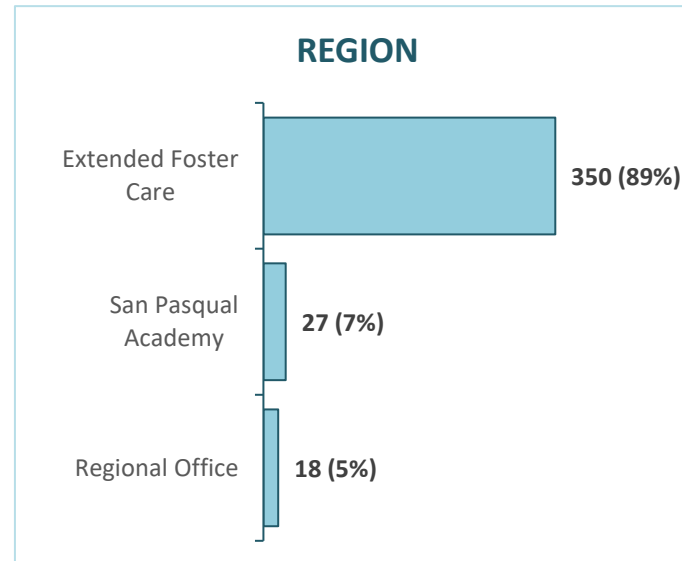 REGION
Extended Foster
Care
350 (89%)
San Pasqual
Academy
27 (7%)
Regional Office
18 (5%)